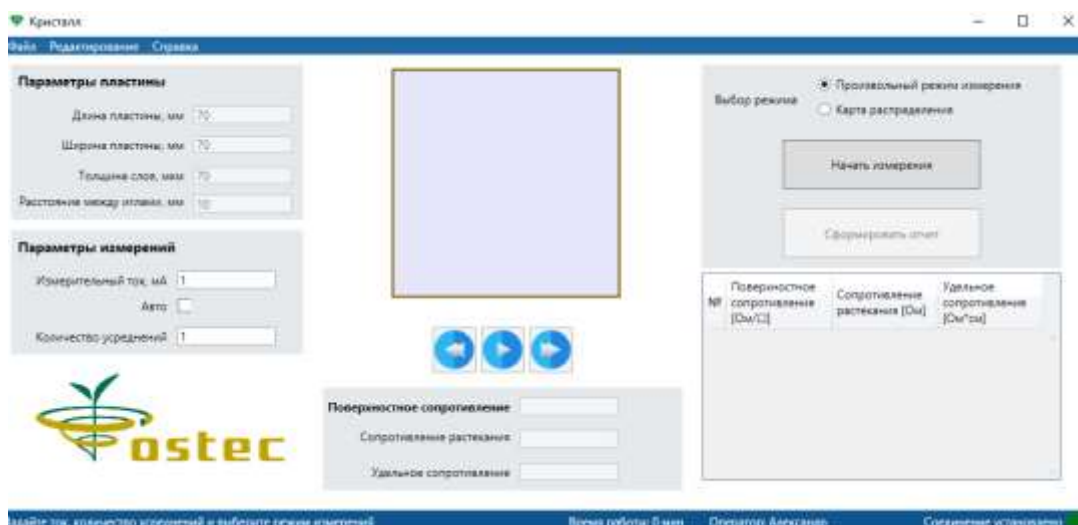 Кристалл
Файл Редактирование Справка
Параметры пластины
Длина пластины, мм 70
Ширина пластины, мм 70
Толщина слоя, мкм 70
Расстояние между иглами, мм
Параметры измерений
Измерительный ток, мА 1
Авто
Количество усреднений 1
ostec
Поверхностное сопротивление
Сопротивление растекания
Удельное сопротивление
Выбор режима
Произвольный режим измерения
Карта распределения
Начать измерения
Сформировать отчет
№ Поверхностное сопротивление [Ом/□]
Сопротивление растекания [Ом]
Удельное сопротивление [Ом*см]
Задайте ток, количество усреднений и выберите режим измерений
Время работы: 0 мин
Оператор: Александр
Соединение установлено